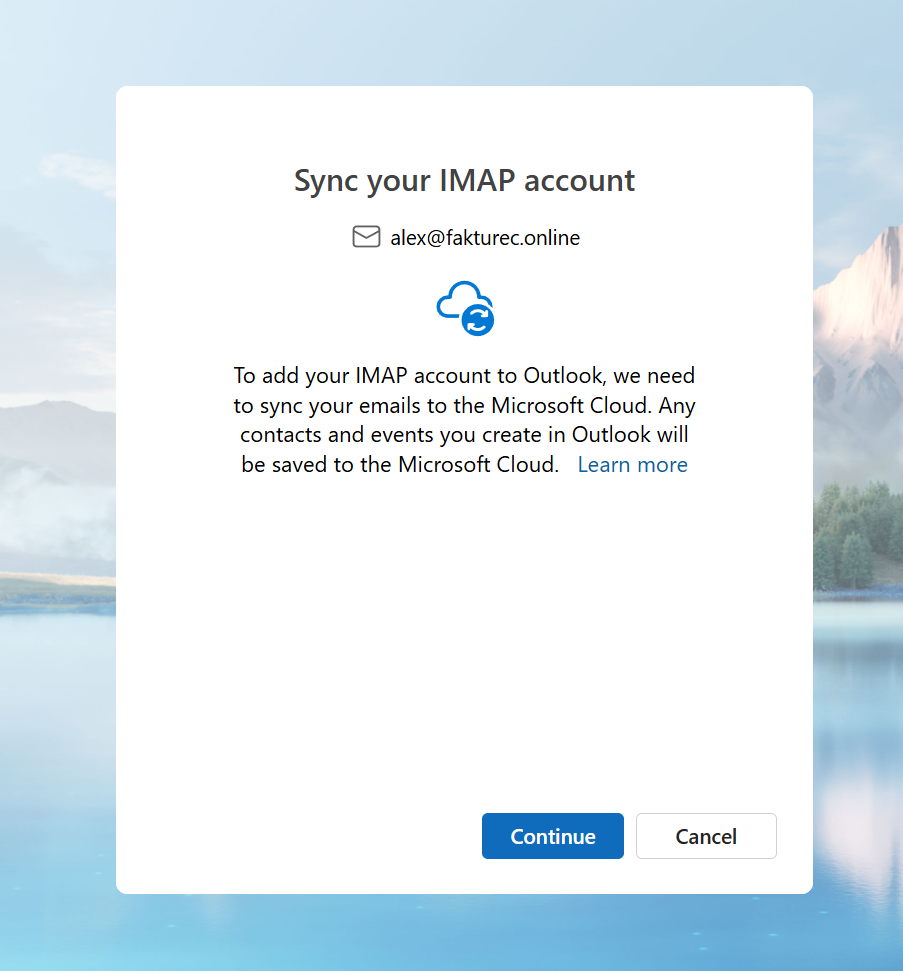 Sync your IMAP account
alex@fakturec.online
To add your IMAP account to Outlook, we need
to sync your emails to the Microsoft Cloud. Any
contacts and events you create in Outlook will
be saved to the Microsoft Cloud. Learn more
Continue Cancel